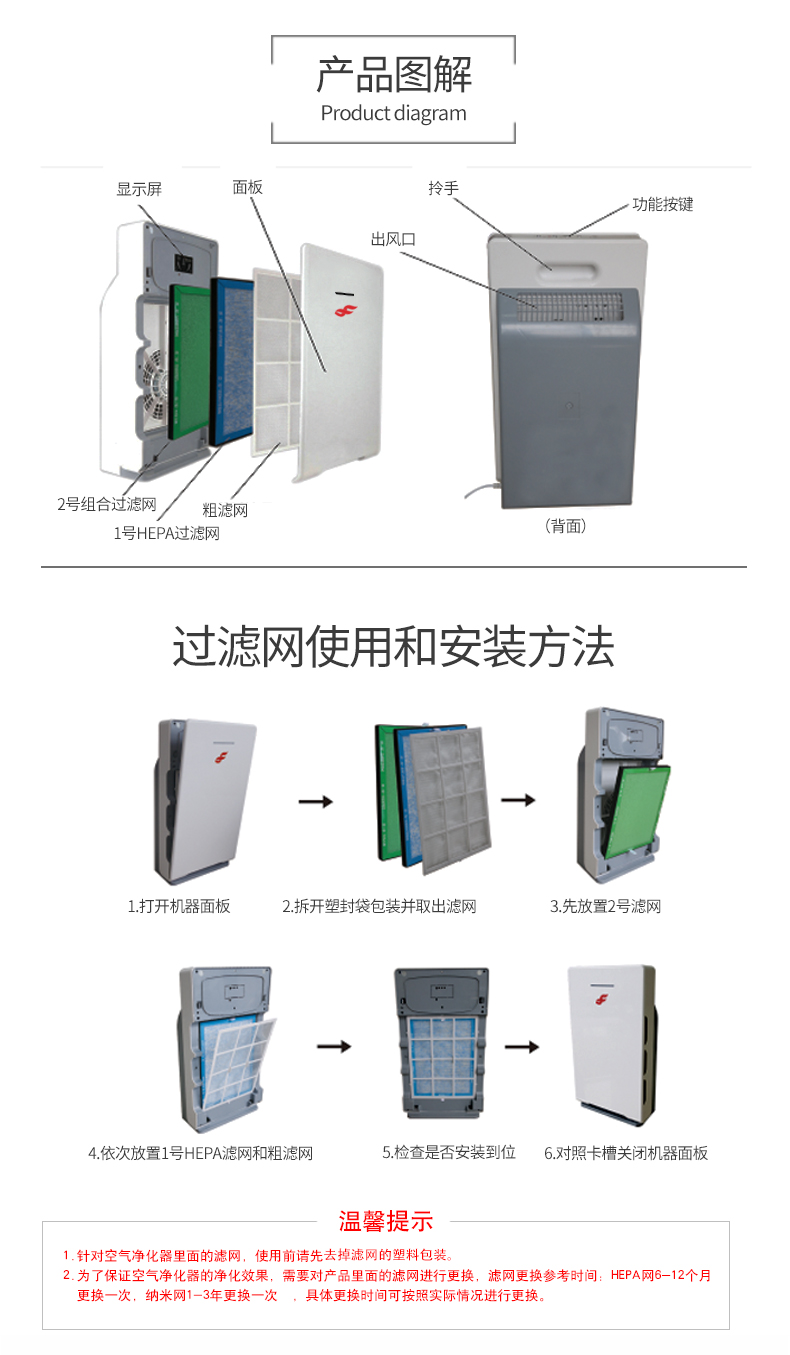 产品图解
Product diagram
显示屏
面板
拎手
功能按键
出风口
2号组合过滤网
粗滤网
1号HEPA过滤网
（背面）
过滤网使用和安装方法
1.打开机器面板
2.拆开塑封袋包装并取出滤网
3.先放置2号滤网
4.依次放置1号HEPA滤网和粗滤网
5.检查是否安装到位
6.对照卡槽关闭机器面板
温馨提示
1.针对空气净化器里面的滤网，使用前请先去掉滤网的塑料包装。
2.为了保证空气净化器的净化效果，需要对产品里面的滤网进行更换，滤网更换参考时间：HEPA网6-12个月
更换一次，纳米网1-3年更换一次 ，具体更换时间可按照实际情况进行更换。